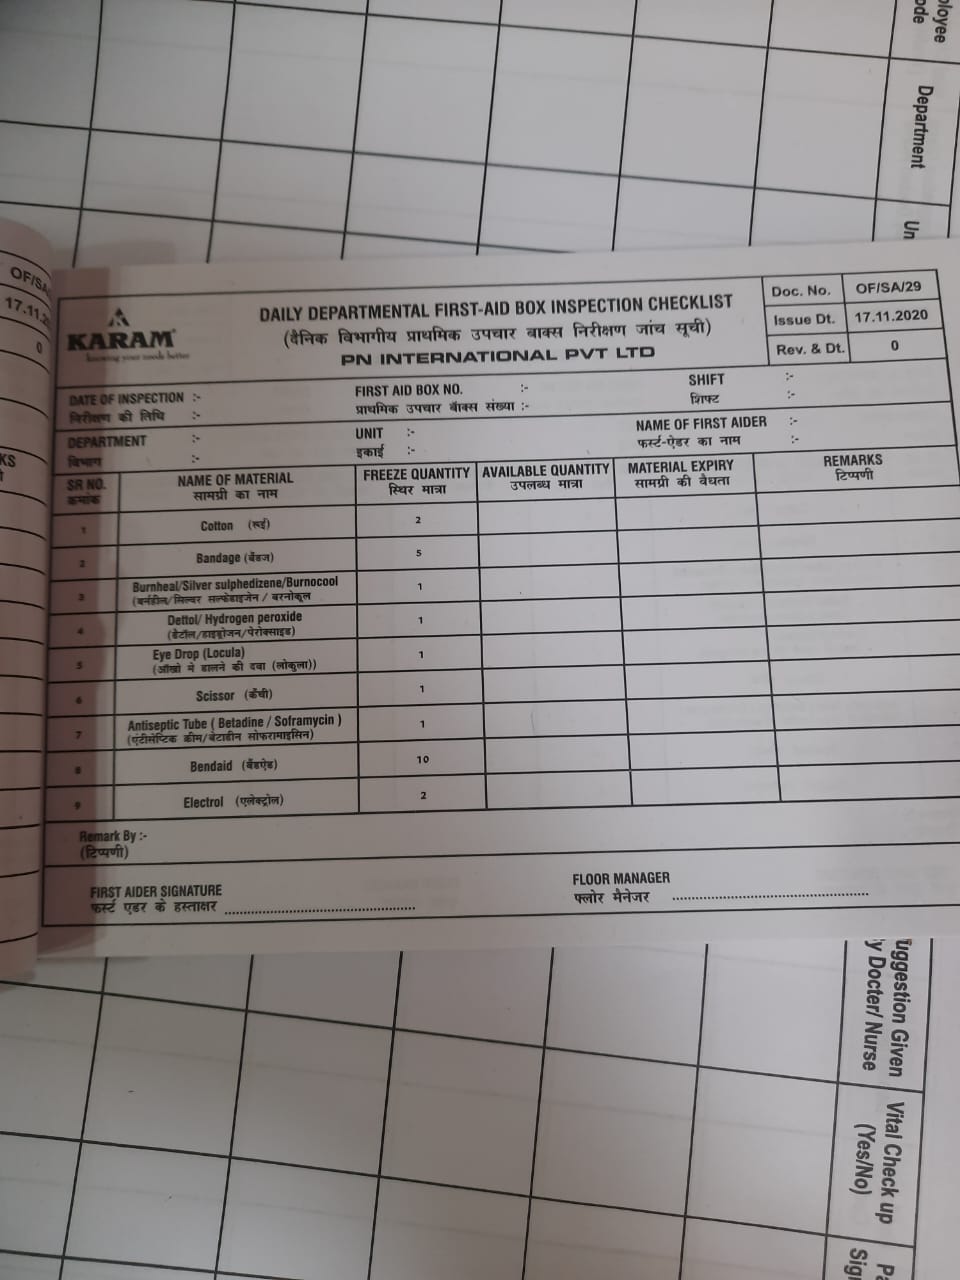 ployee
ode
Department
Un
OF/SA
17.11.20
0
KS
KARAM
knowing your needs better
DAILY DEPARTMENTAL FIRST-AID BOX INSPECTION CHECKLIST
(दैनिक विभागीय प्राथमिक उपचार बाक्स निरीक्षण जांच सूची)
PN INTERNATIONAL PVT LTD
Doc. No. OF/SA/29
Issue Dt. 17.11.2020
Rev. & Dt. 0
DATE OF INSPECTION :- FIRST AID BOX NO. :- SHIFT :-
निरीक्षण की तिथि :- प्राथमिक उपचार बॉक्स संख्या :- शिफ्ट :-
DEPARTMENT :- UNIT :- NAME OF FIRST AIDER :-
विभाग :- इकाई :- फर्स्ट-ऐडर का नाम :-
SR NO. NAME OF MATERIAL FREEZE QUANTITY AVAILABLE QUANTITY MATERIAL EXPIRY REMARKS
क्मांक सामग्री का नाम स्थिर मात्रा उपलब्ध मात्रा सामग्री की वैधता टिप्पणी
1 Cotton (रूई) 2
2 Bandage (बैंडज) 5
3 Burnheal/Silver sulphedizene/Burnocool 1
(बर्नहील/सिल्वर सल्फेडाइजेन / बरनोकूल
4 Dettol/ Hydrogen peroxide 1
(डैटॉल/हाइड्रोजन/पेरोक्साइड)
5 Eye Drop (Locula) 1
(आँखो मे डालने की दवा (लोकुला))
6 Scissor (कैंची) 1
7 Antiseptic Tube ( Betadine / Soframycin ) 1
(एंटीसेप्टिक क्रीम/बेटाडीन सोफरामाइसिन)
8 Bendaid (बैंडऐड) 10
9 Electrol (एलेक्ट्रोल) 2
Remark By :-
(टिप्पणी)
FIRST AIDER SIGNATURE FLOOR MANAGER
फर्स्ट एडर के हस्ताक्षर ........................................ फ्लोर मैनेजर ........................................
uggestion Given
y Docter/ Nurse
Vital Check up
(Yes/No)
P
Sig